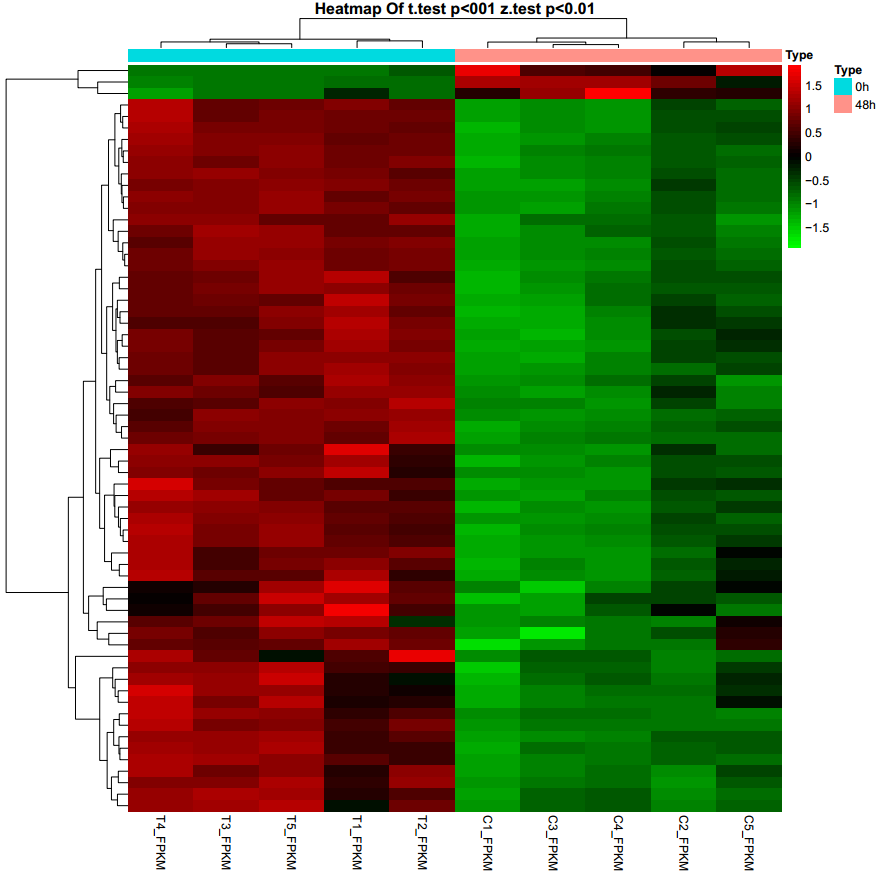 Heatmap Of t.test p<001 z.test p<0.01
Type
1.5
1
0.5
0
−0.5
−1
−1.5
Type
0h
48h
T4_FPKM
T3_FPKM
T5_FPKM
T1_FPKM
T2_FPKM
C1_FPKM
C3_FPKM
C4_FPKM
C2_FPKM
C5_FPKM